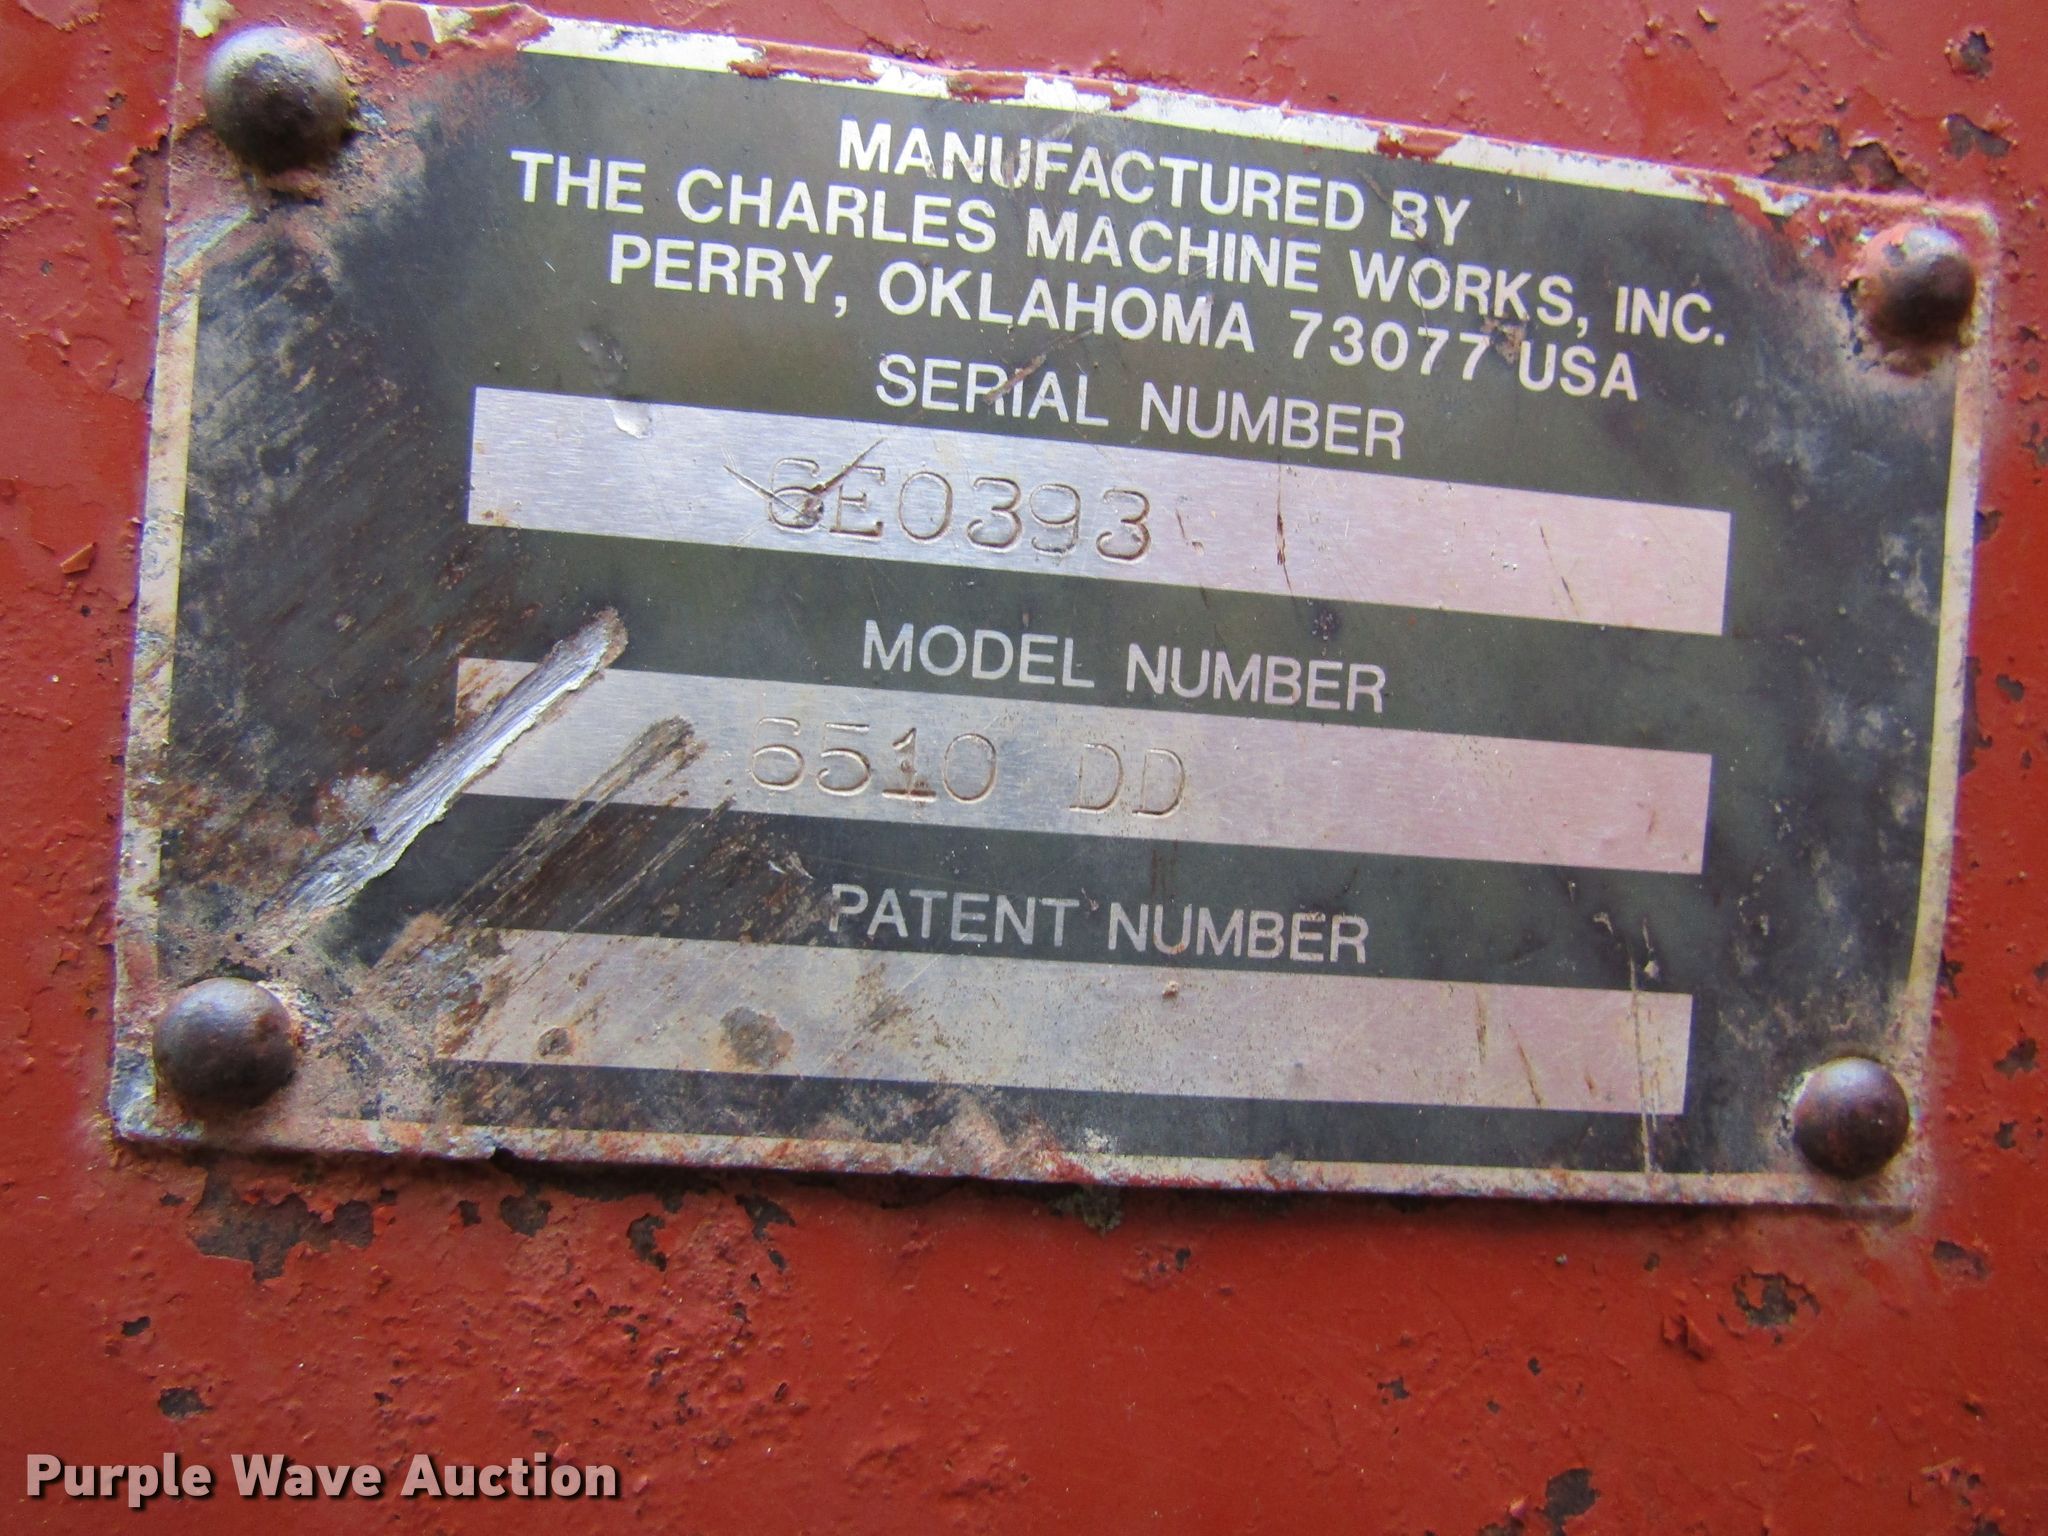 MANUFACTURED BY
THE CHARLES MACHINE WORKS, INC.
PERRY, OKLAHOMA 73077 USA
SERIAL NUMBER
6E0393
MODEL NUMBER
6510 DD
PATENT NUMBER
Purple Wave Auction